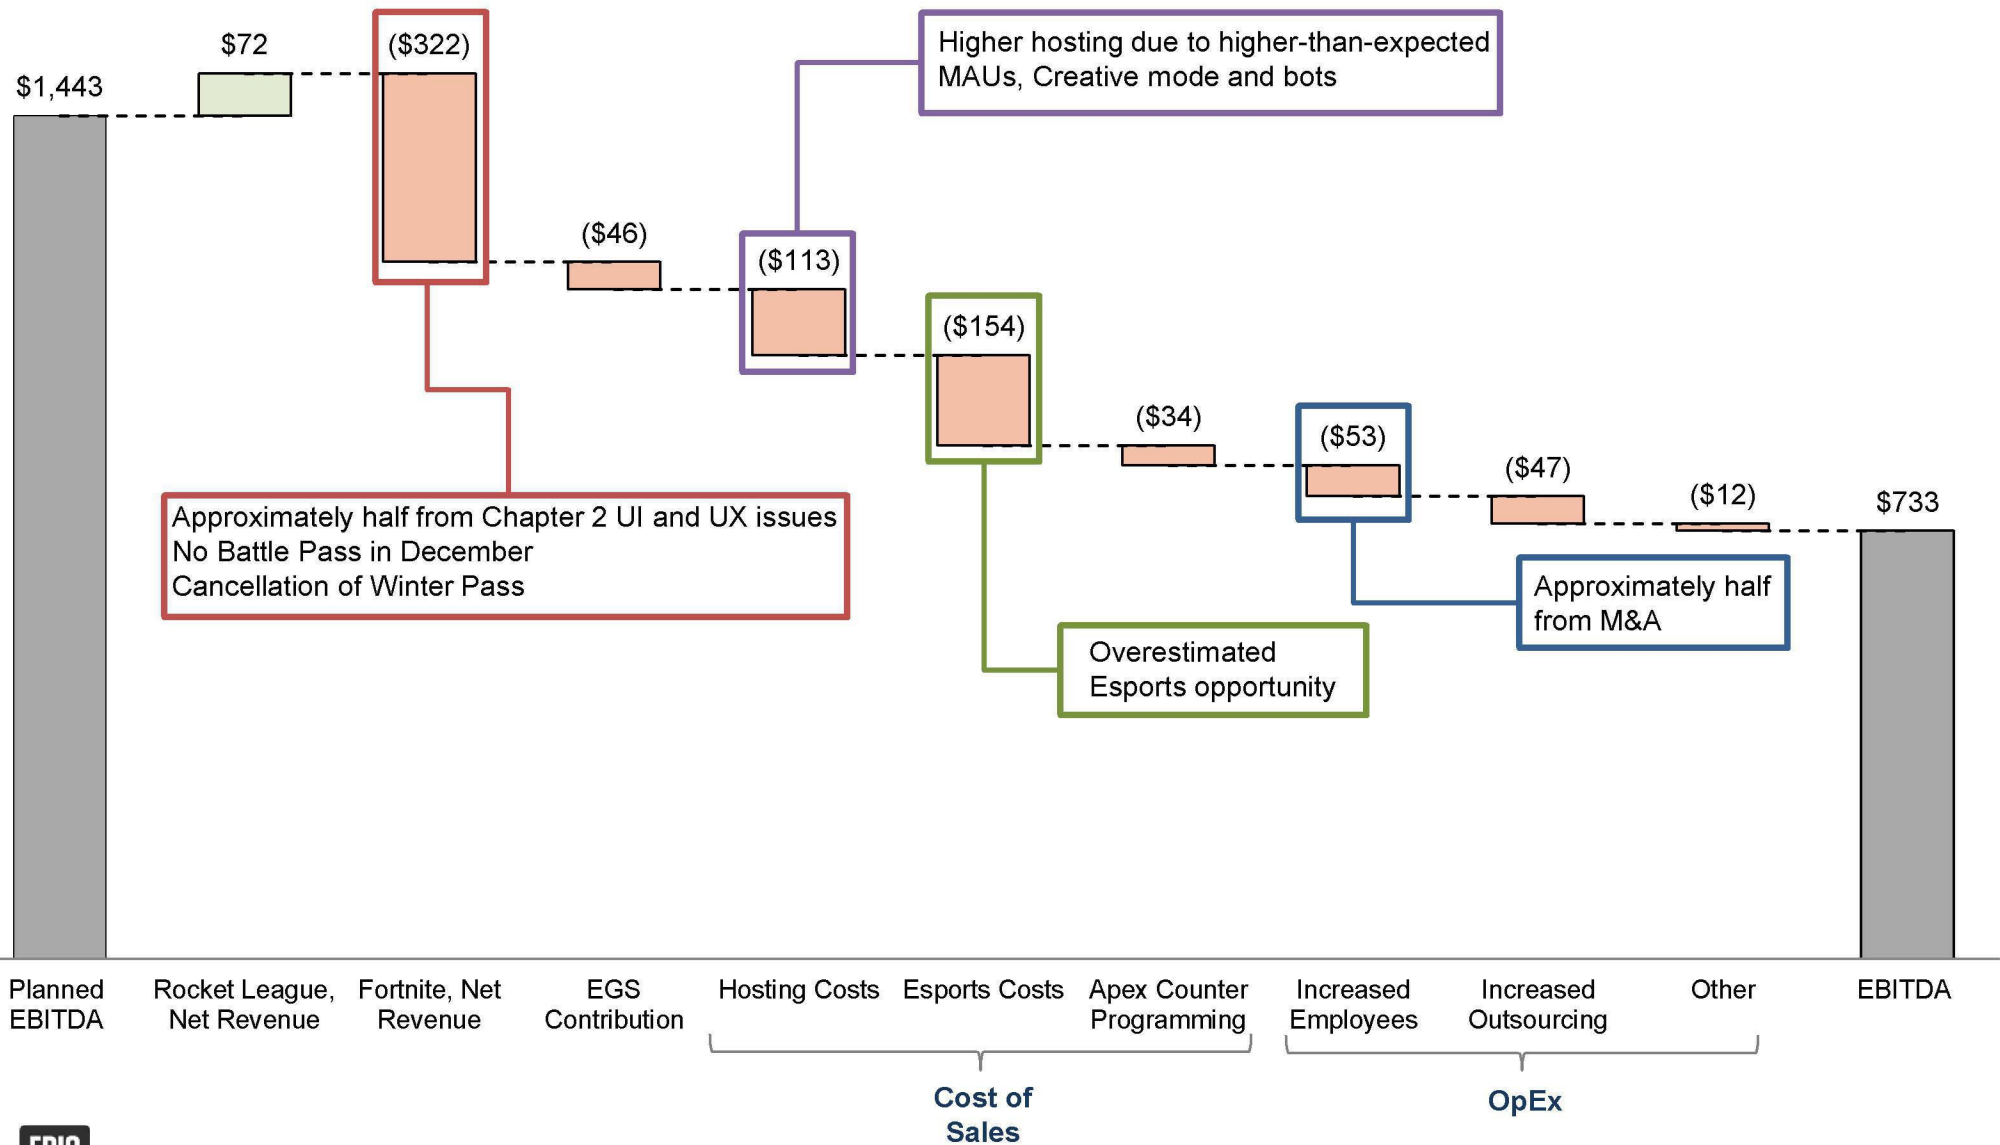 $1,443
$72
($322)
($46)
($113)
($154)
($34)
($53)
($47)
($12)
$733
Higher hosting due to higher-than-expected
MAUs, Creative mode and bots
Approximately half from Chapter 2 UI and UX issues
No Battle Pass in December
Cancellation of Winter Pass
Overestimated
Esports opportunity
Approximately half
from M&A
Planned
EBITDA
Rocket League,
Net Revenue
Fortnite, Net
Revenue
EGS
Contribution
Hosting Costs
Esports Costs
Apex Counter
Programming
Increased
Employees
Increased
Outsourcing
Other
EBITDA
Cost of
Sales
OpEx
EPIC